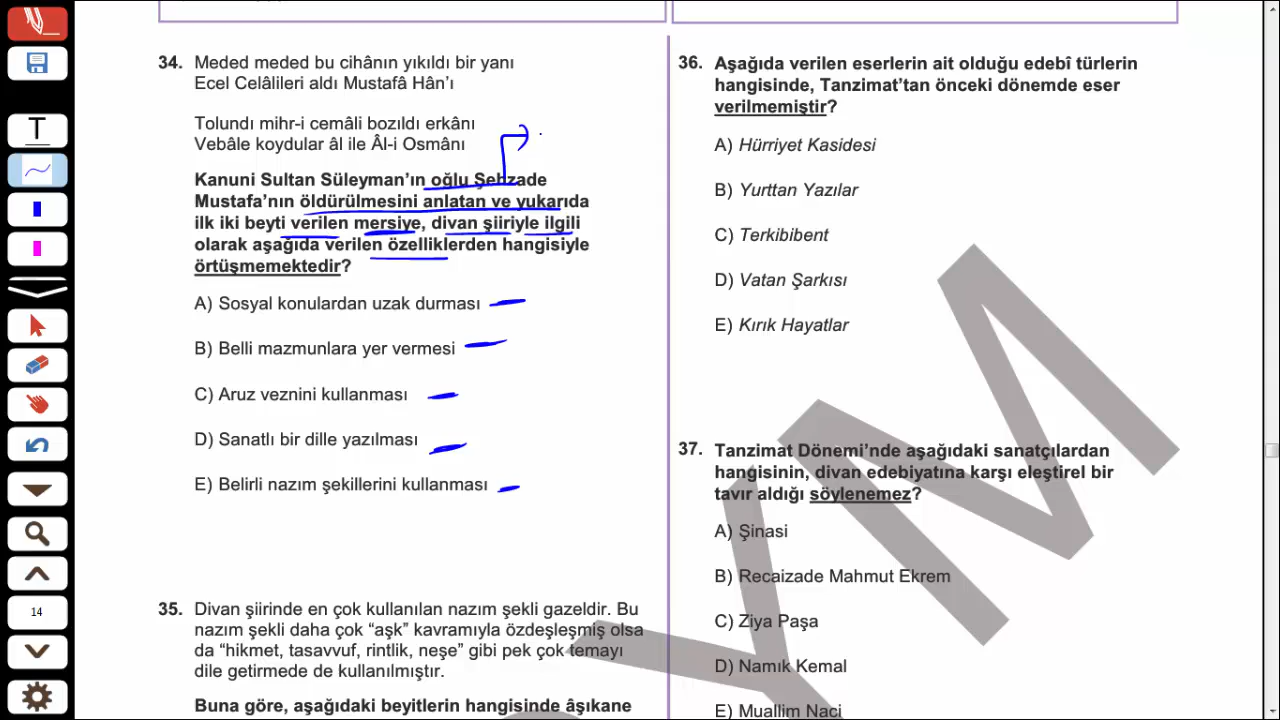 34. Meded meded bu cihânın yıkıldı bir yanı
Ecel Celâlileri aldı Mustafâ Hân’ı
Tolundı mihr-i cemâli bozıldı erkânı
Vebâle koydular âl ile Âl-i Osmânı
Kanuni Sultan Süleyman’ın oğlu Şehzade
Mustafa’nın öldürülmesini anlatan ve yukarıda
ilk iki beyti verilen mersiye, divan şiiriyle ilgili
olarak aşağıda verilen özelliklerden hangisiyle
örtüşmemektedir?
A) Sosyal konulardan uzak durması
B) Belli mazmunlara yer vermesi
C) Aruz veznini kullanması
D) Sanatlı bir dille yazılması
E) Belirli nazım şekillerini kullanması
35. Divan şiirinde en çok kullanılan nazım şekli gazeldir. Bu
nazım şekli daha çok “aşk” kavramıyla özdeşleşmiş olsa
da “hikmet, tasavvuf, rintlik, neşe” gibi pek çok temayı
dile getirmede de kullanılmıştır.
Buna göre, aşağıdaki beyitlerin hangisinde âşıkane
36. Aşağıda verilen eserlerin ait olduğu edebî türlerin
hangisinde, Tanzimat’tan önceki dönemde eser
verilmemiştir?
A) Hürriyet Kasidesi
B) Yurttan Yazılar
C) Terkibibent
D) Vatan Şarkısı
E) Kırık Hayatlar
37. Tanzimat Dönemi’nde aşağıdaki sanatçılardan
hangisinin, divan edebiyatına karşı eleştirel bir
tavır aldığı söylenemez?
A) Şinasi
B) Recaizade Mahmut Ekrem
C) Ziya Paşa
D) Namık Kemal
E) Muallim Naci
T
14
YM